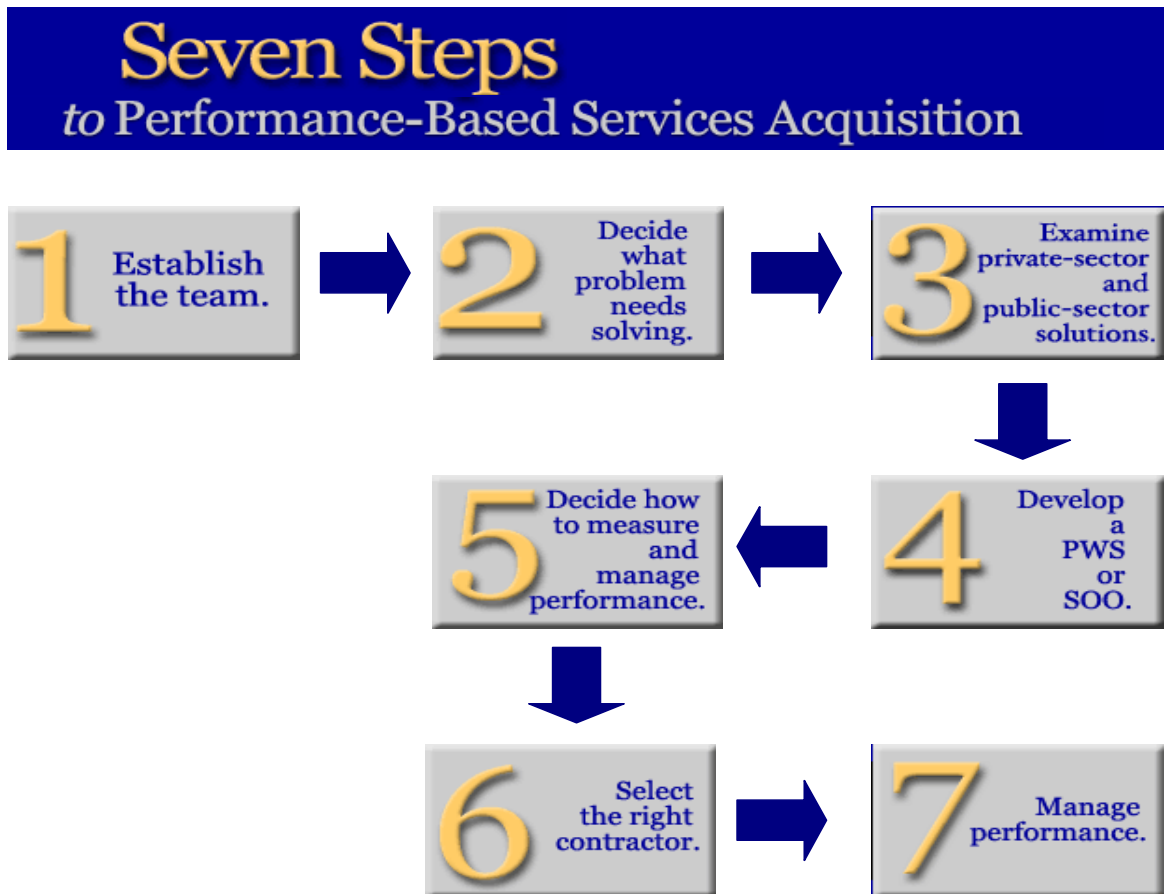 Seven Steps
to Performance-Based Services Acquisition
1
Establish
the team.
2
Decide
what
problem
needs
solving.
3
Examine
private-sector
and
public-sector
solutions.
4
Develop
a
PWS
or
SOO.
5
Decide how
to measure
and
manage
performance.
6
Select
the right
contractor.
7
Manage
performance.